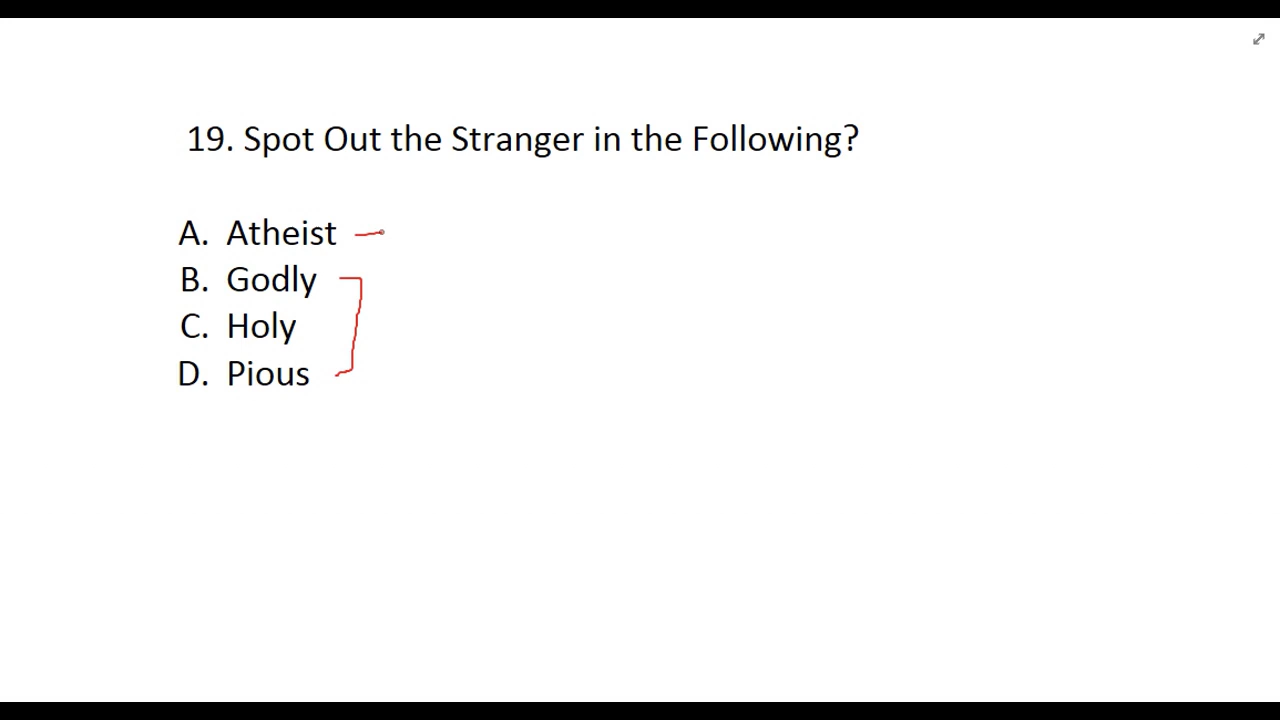 19. Spot Out the Stranger in the Following?
A. Atheist
B. Godly
C. Holy
D. Pious